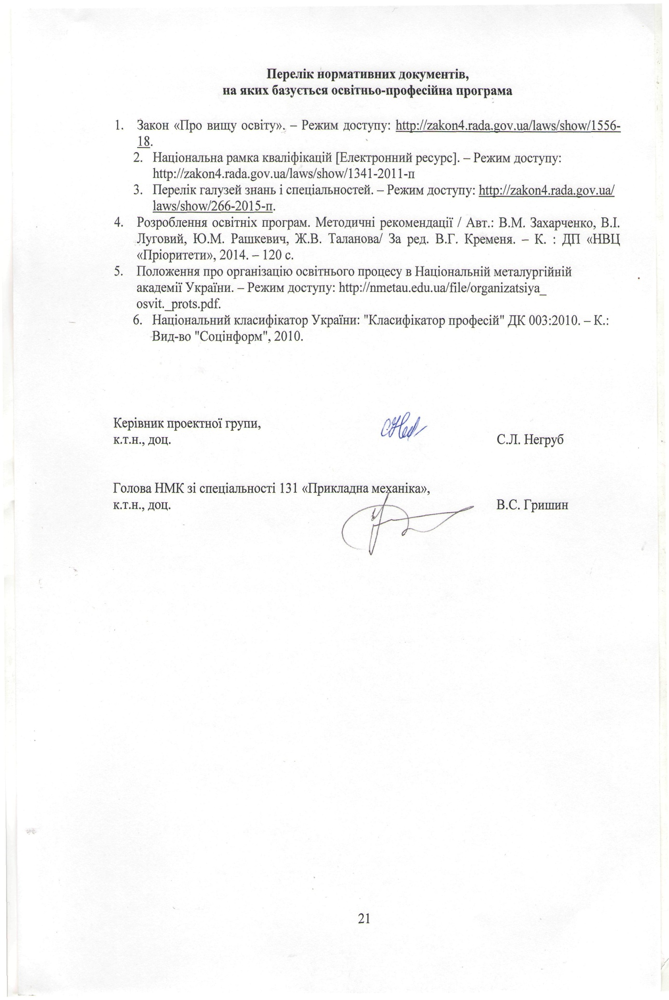 Перелік нормативних документів,
на яких базується освітньо-професійна програма
1. Закон «Про вищу освіту». – Режим доступу: http://zakon4.rada.gov.ua/laws/show/1556-
18.
2. Національна рамка кваліфікацій [Електронний ресурс]. – Режим доступу:
http://zakon4.rada.gov.ua/laws/show/1341-2011-п
3. Перелік галузей знань і спеціальностей. – Режим доступу: http://zakon4.rada.gov.ua/
laws/show/266-2015-п.
4. Розроблення освітніх програм. Методичні рекомендації / Авт.: В.М. Захарченко, В.І.
Луговий, Ю.М. Рашкевич, Ж.В. Таланова/ За ред. В.Г. Кременя. – К. : ДП «НВЦ
«Пріоритети», 2014. – 120 с.
5. Положення про організацію освітнього процесу в Національній металургійній
академії України. – Режим доступу: http://nmetau.edu.ua/file/organizatsiya_
osvit._prots.pdf.
6. Національний класифікатор України: "Класифікатор професій" ДК 003:2010. – К.:
Вид-во "Соцінформ", 2010.
Керівник проектної групи,
к.т.н., доц. С.Л. Негруб
Голова НМК зі спеціальності 131 «Прикладна механіка»,
к.т.н., доц. В.С. Гришин
21